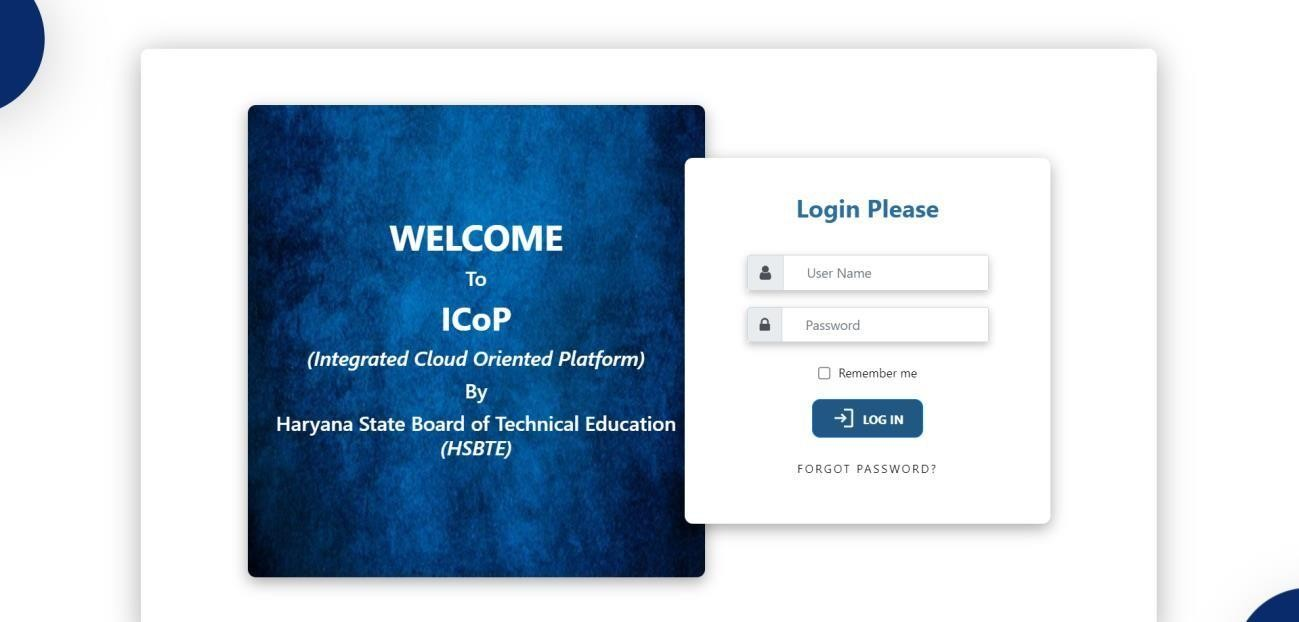 WELCOME
To
ICoP
(Integrated Cloud Oriented Platform)
By
Haryana State Board of Technical Education
(HSBTE)
Login Please
User Name
Password
Remember me
LOG IN
FORGOT PASSWORD?